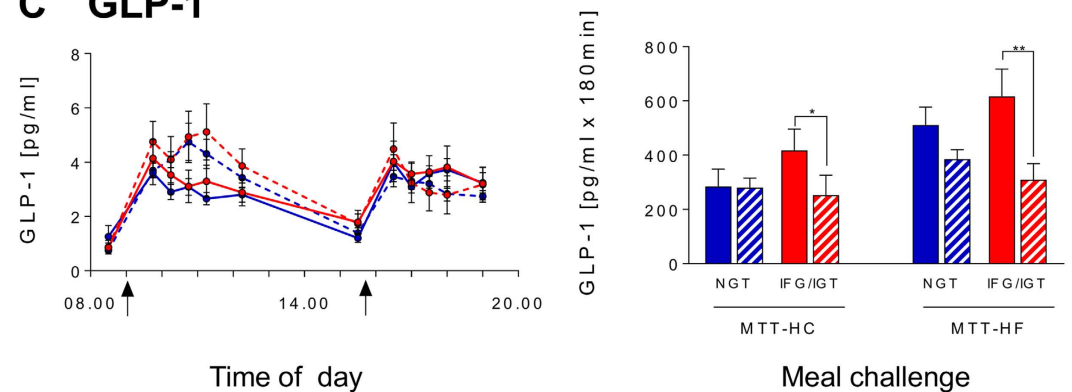 C GLP-1
GLP-1 [pg/ml]
8
6
4
2
0
08.00
14.00
20.00
Time of day
GLP-1 [pg/ml x 180min]
800
600
400
200
0
*
**
NGT
IFG/IGT
NGT
IFG/IGT
MTT-HC
MTT-HF
Meal challenge